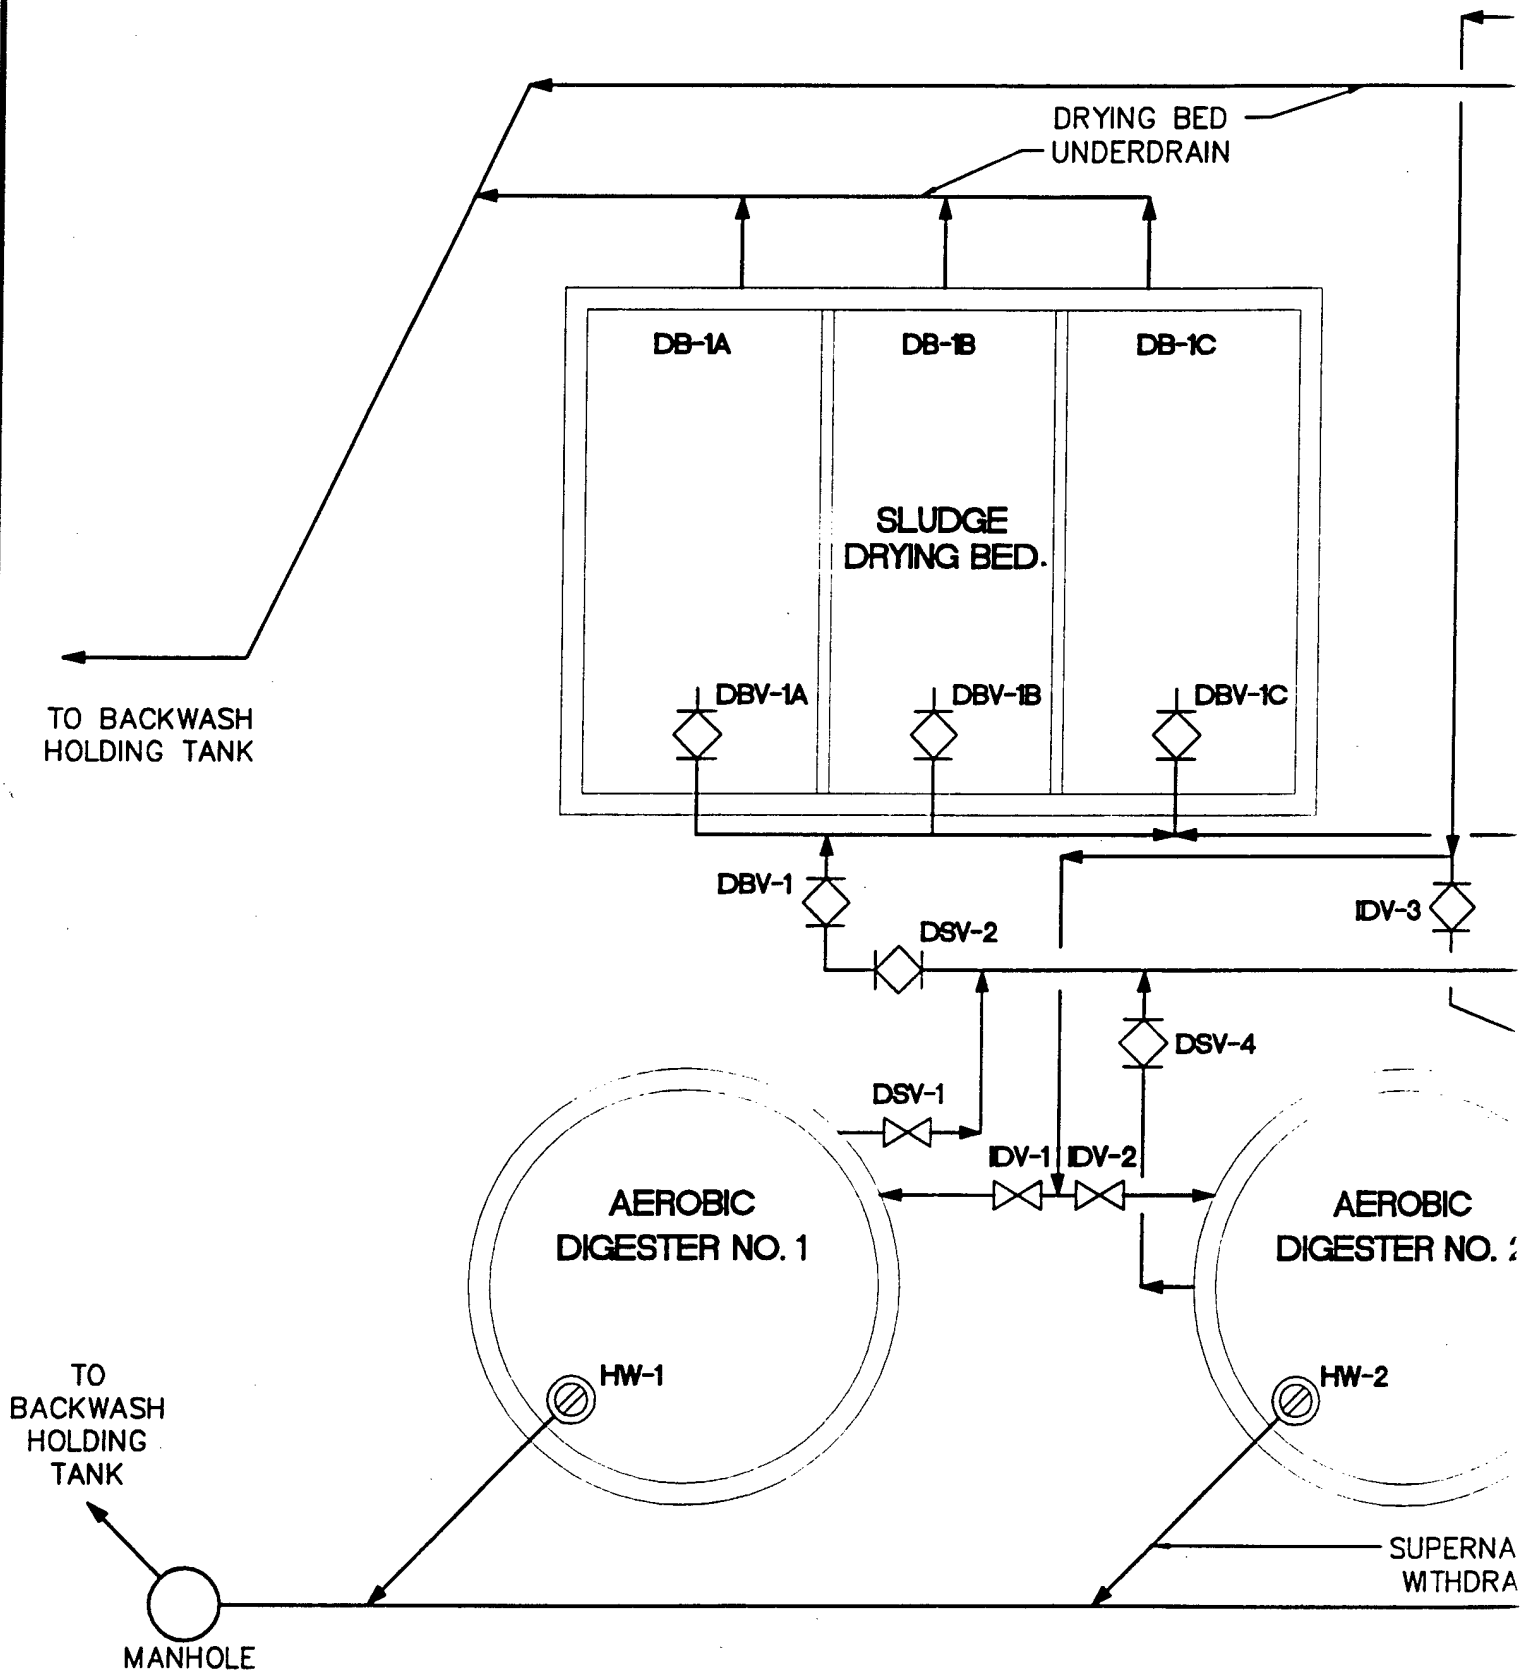 DRYING BED
UNDERDRAIN
DB-1A
DB-1B
DB-1C
SLUDGE
DRYING BED.
DBV-1A
DBV-1B
DBV-1C
TO BACKWASH
HOLDING TANK
DBV-1
IDV-3
DSV-2
DSV-4
DSV-1
IDV-1
IDV-2
AEROBIC
DIGESTER NO. 1
AEROBIC
DIGESTER NO.
HW-1
HW-2
TO
BACKWASH
HOLDING
TANK
SUPERNA
WITHDRA
MANHOLE